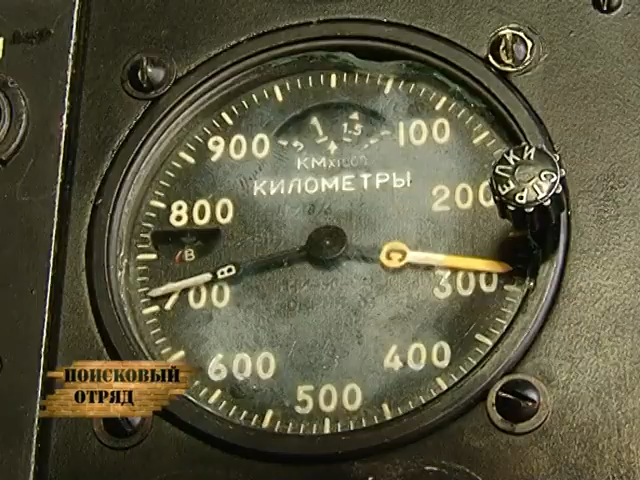 1 1,5
КМх1000
КИЛОМЕТРЫ
900
100
800
200
СТРЕЛКИ
В
В
С
700
300
600
400
500
ПОИСКОВЫЙ
ОТРЯД